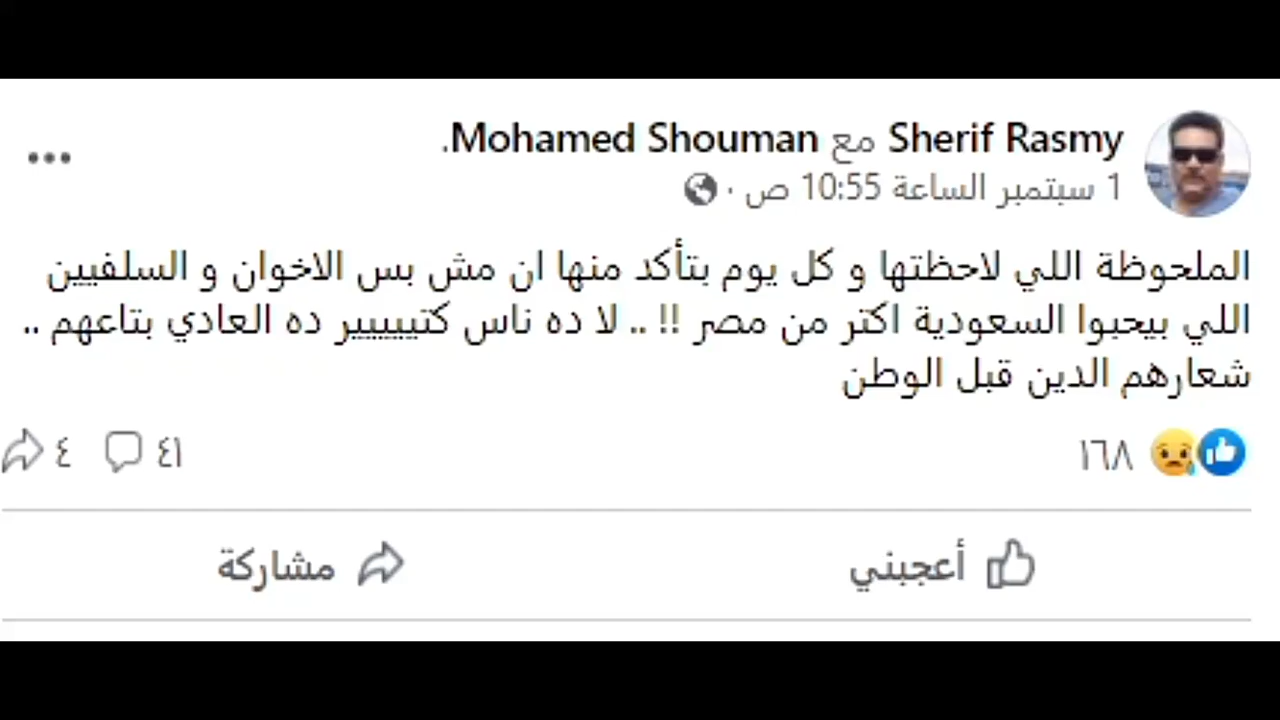 Sherif Rasmy مع Mohamed Shouman.
1 سبتمبر الساعة 10:55 ص ·
الملحوظة اللي لاحظتها و كل يوم بتأكد منها ان مش بس الاخوان و السلفيين
اللي بيحبوا السعودية اكتر من مصر !! .. لا ده ناس كتيييييير ده العادي بتاعهم ..
شعارهم الدين قبل الوطن
١٦٨
٤١
٤
أعجبني
مشاركة